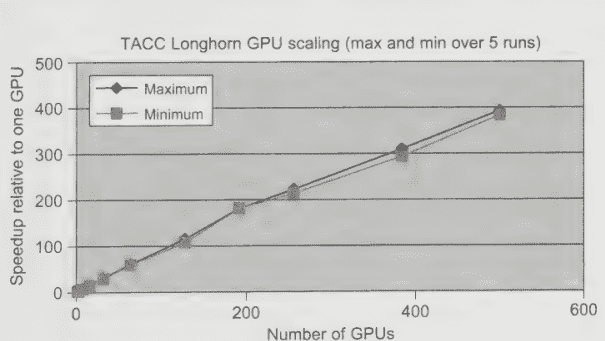 TACC Longhorn GPU scaling (max and min over 5 runs)
Speedup relative to one GPU
500
400
300
200
100
0
Maximum
Minimum
0
200
400
600
Number of GPUs